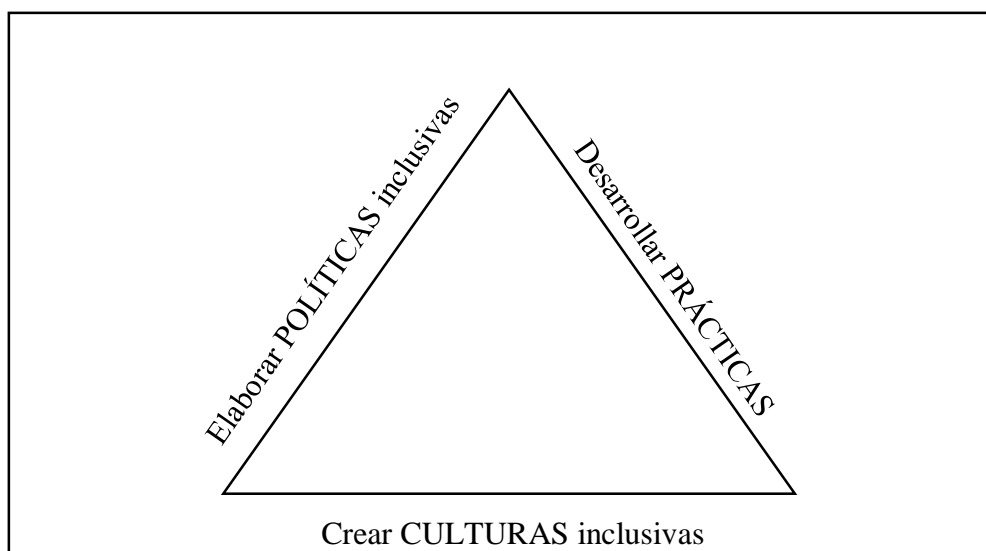 Elaborar POLÍTICAS inclusivas
Desarrollar PRÁCTICAS
Crear CULTURAS inclusivas